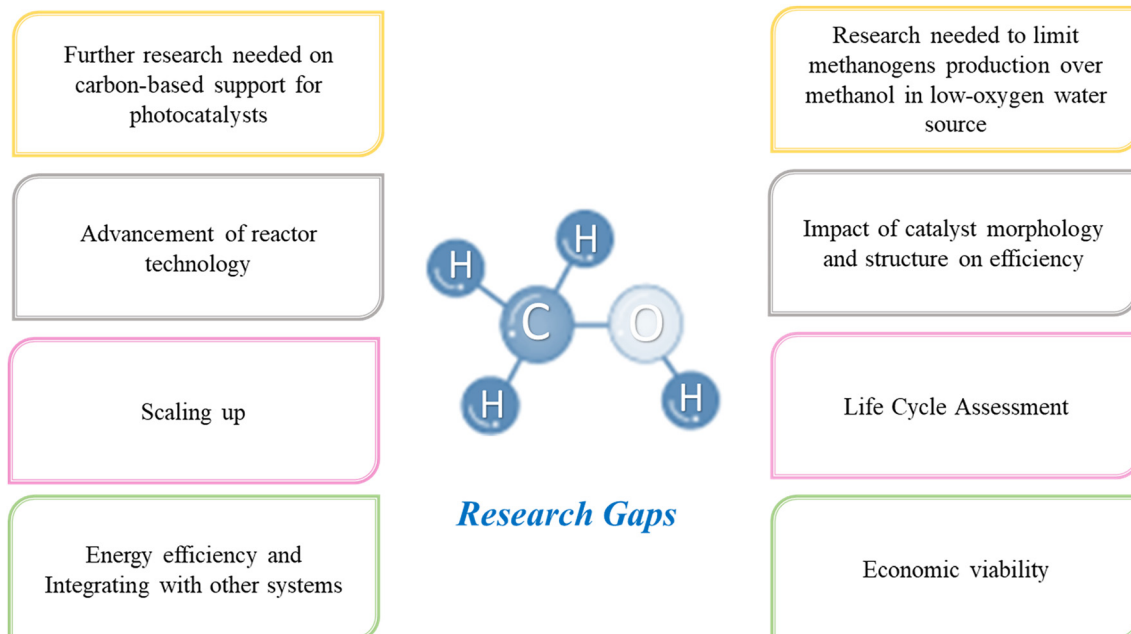 Further research needed on
carbon-based support for
photocatalysts
Advancement of reactor
technology
Scaling up
Energy efficiency and
Integrating with other systems
H
H
C
O
H
H
Research Gaps
Research needed to limit
methanogens production over
methanol in low-oxygen water
source
Impact of catalyst morphology
and structure on efficiency
Life Cycle Assessment
Economic viability